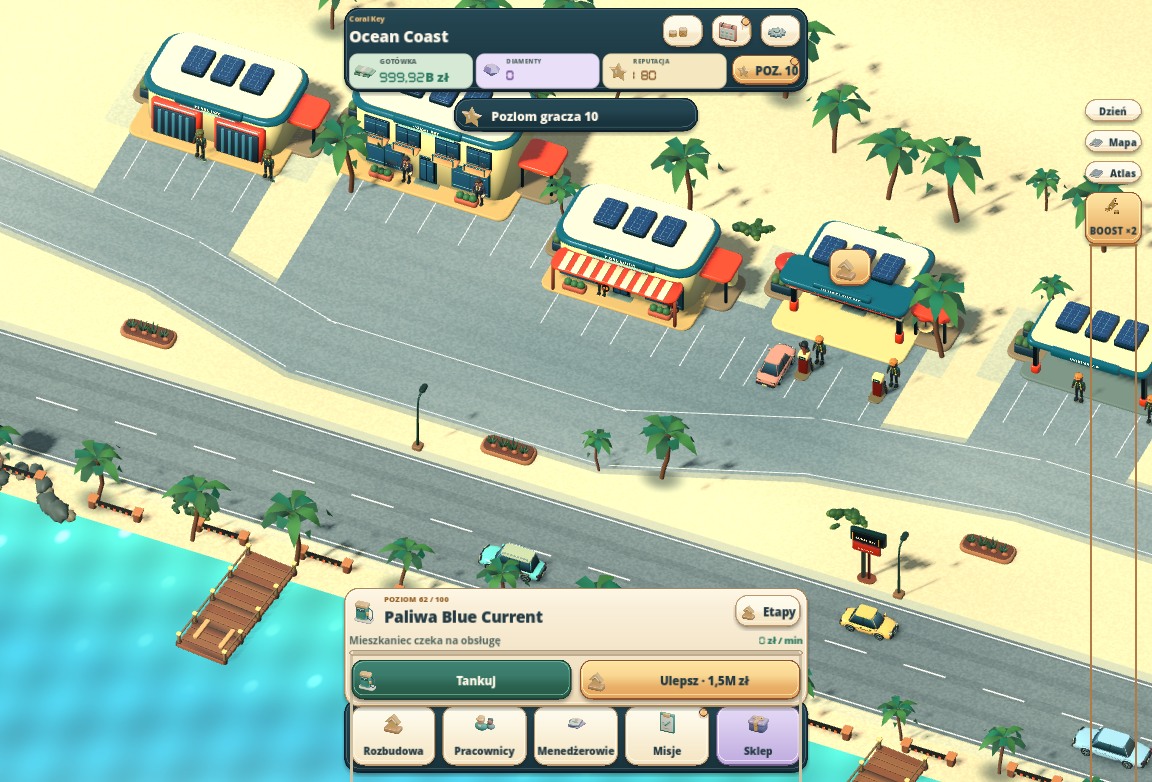 Coral Key
Ocean Coast
GOTÓWKA
999,92B zł
DIAMENTY
0
REPUTACJA
80
POZ. 10
Poziom gracza 10
Dzień
Mapa
Atlas
BOOST ×2
POZIOM 62 / 100
Paliwa Blue Current
Etapy
Mieszkaniec czeka na obsługę
0 zł / min
Tankuj
Ulepsz · 1,5M zł
Rozbudowa
Pracownicy
Menedżerowie
Misje
Sklep